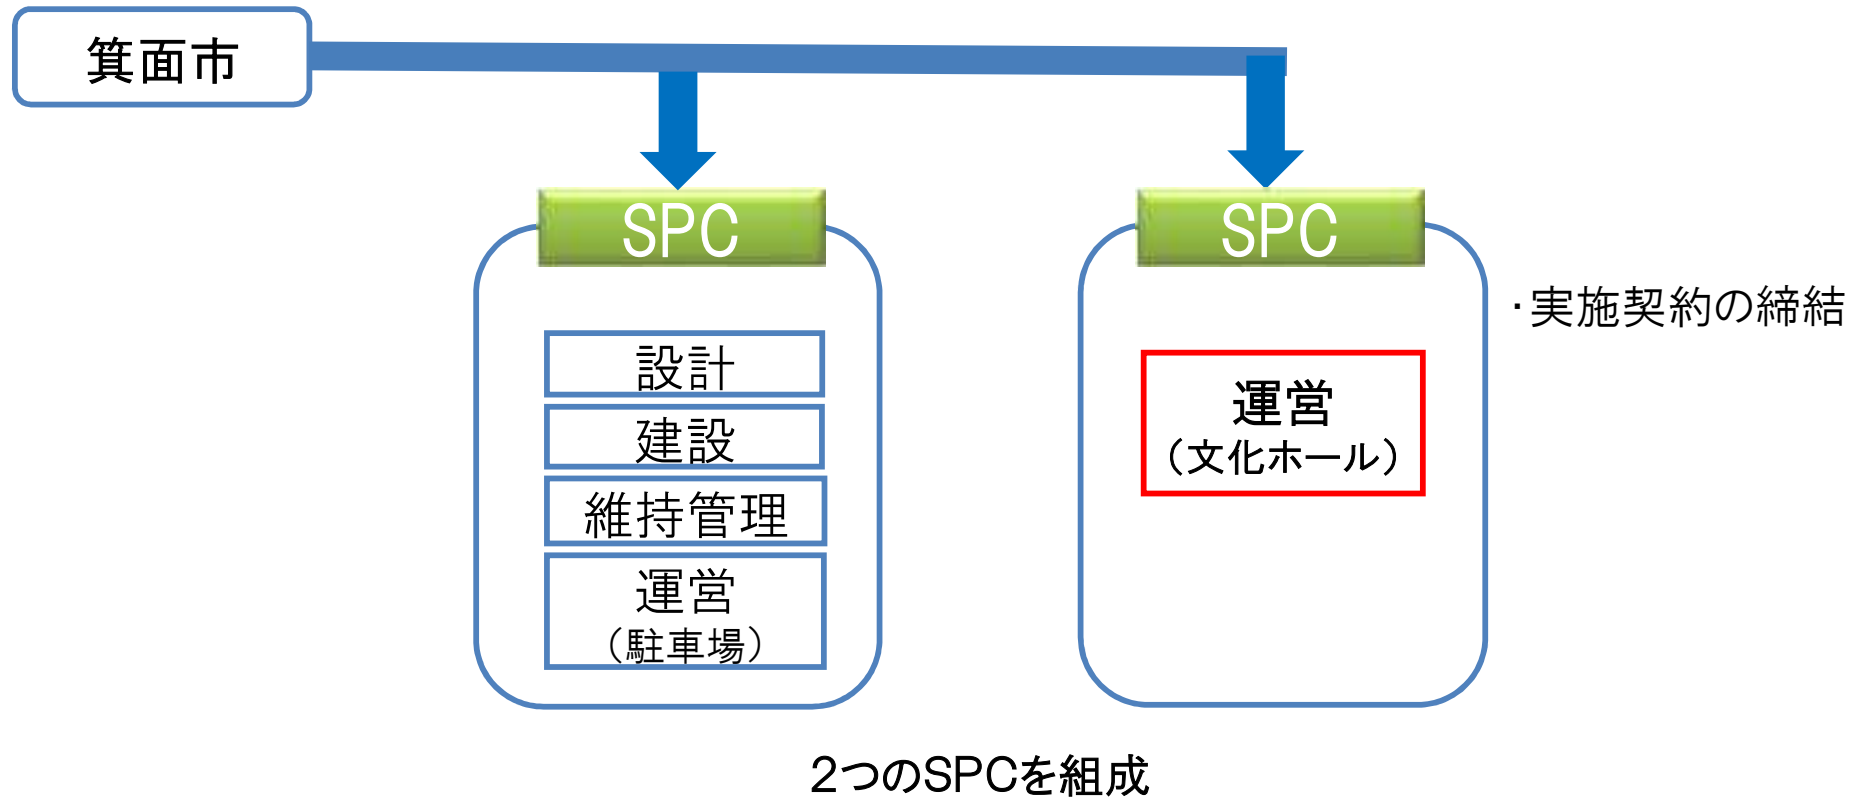 箕面市
SPC
設計
建設
維持管理
運営
（駐車場）
SPC
運営
（文化ホール）
・実施契約の締結
2つのSPCを組成